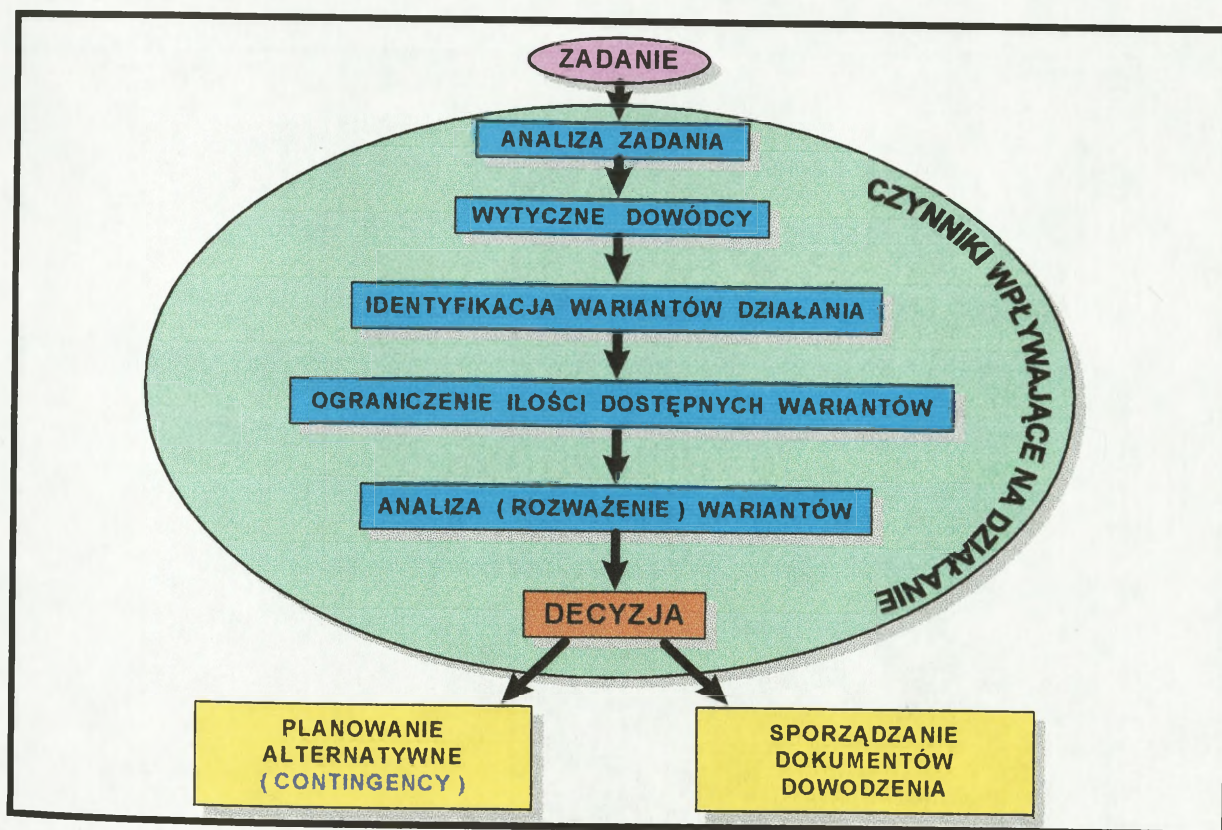 ZADANIE
ANALIZA ZADANIA
WYTYCZNE DOWÓDCY
IDENTYFIKACJA WARIANTÓW DZIAŁANIA
OGRANICZENIE ILOŚCI DOSTĘPNYCH WARIANTÓW
ANALIZA ( ROZWAŻENIE ) WARIANTÓW
DECYZJA
CZYNNIKI WPŁYWAJĄCE NA DZIAŁANIE
PLANOWANIE
ALTERNATYWNE
( CONTINGENCY )
SPORZĄDZANIE
DOKUMENTÓW
DOWODZENIA